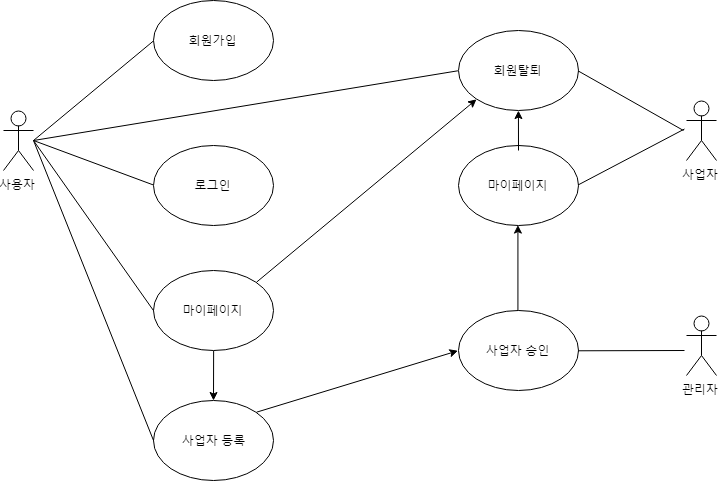 회원가입
회원탈퇴
사용자
로그인
마이페이지
사업자
마이페이지
사업자 승인
관리자
사업자 등록